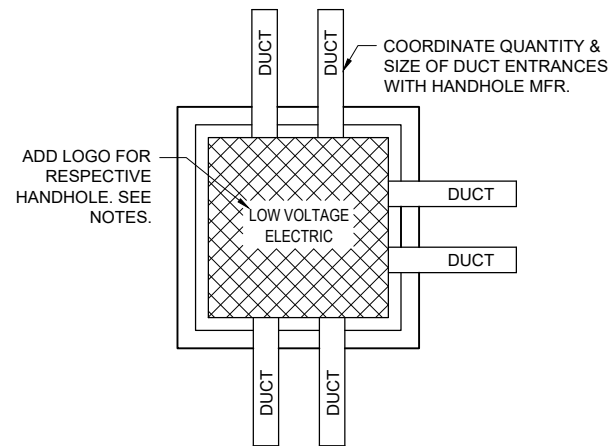 DUCT
DUCT
COORDINATE QUANTITY &
SIZE OF DUCT ENTRANCES
WITH HANDHOLE MFR.
ADD LOGO FOR
RESPECTIVE
HANDHOLE. SEE
NOTES.
LOW VOLTAGE
ELECTRIC
DUCT
DUCT
DUCT
DUCT